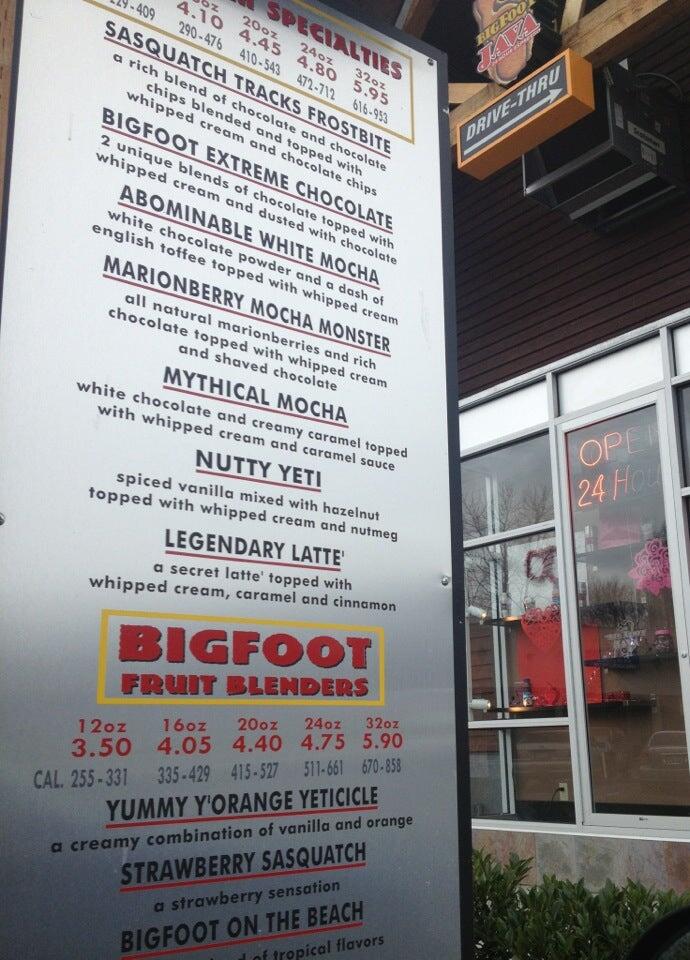 SPECIALTIES
20oz 24oz 32oz
4.10 4.45 4.80 5.95
229-409 290-476 410-543 472-712 616-953
SASQUATCH TRACKS FROSTBITE
a rich blend of chocolate and chocolate
chips blended and topped with
whipped cream and chocolate chips
BIGFOOT EXTREME CHOCOLATE
2 unique blends of chocolate topped with
whipped cream and dusted with chocolate
ABOMINABLE WHITE MOCHA
white chocolate powder and a dash of
english toffee topped with whipped cream
MARIONBERRY MOCHA MONSTER
all natural marionberries and rich
chocolate topped with whipped cream
and shaved chocolate
MYTHICAL MOCHA
white chocolate and creamy caramel topped
with whipped cream and caramel sauce
NUTTY YETI
spiced vanilla mixed with hazelnut
topped with whipped cream and nutmeg
LEGENDARY LATTE'
a secret latte' topped with
whipped cream, caramel and cinnamon
BIGFOOT
FRUIT BLENDERS
12oz 16oz 20oz 24oz 32oz
3.50 4.05 4.40 4.75 5.90
CAL. 255-331 335-429 415-527 511-661 670-858
YUMMY Y'ORANGE YETICICLE
a creamy combination of vanilla and orange
STRAWBERRY SASQUATCH
a strawberry sensation
BIGFOOT ON THE BEACH
of tropical flavors
BIGFOOT
JAVA
DRIVE-THRU
OPEN
24 Hou